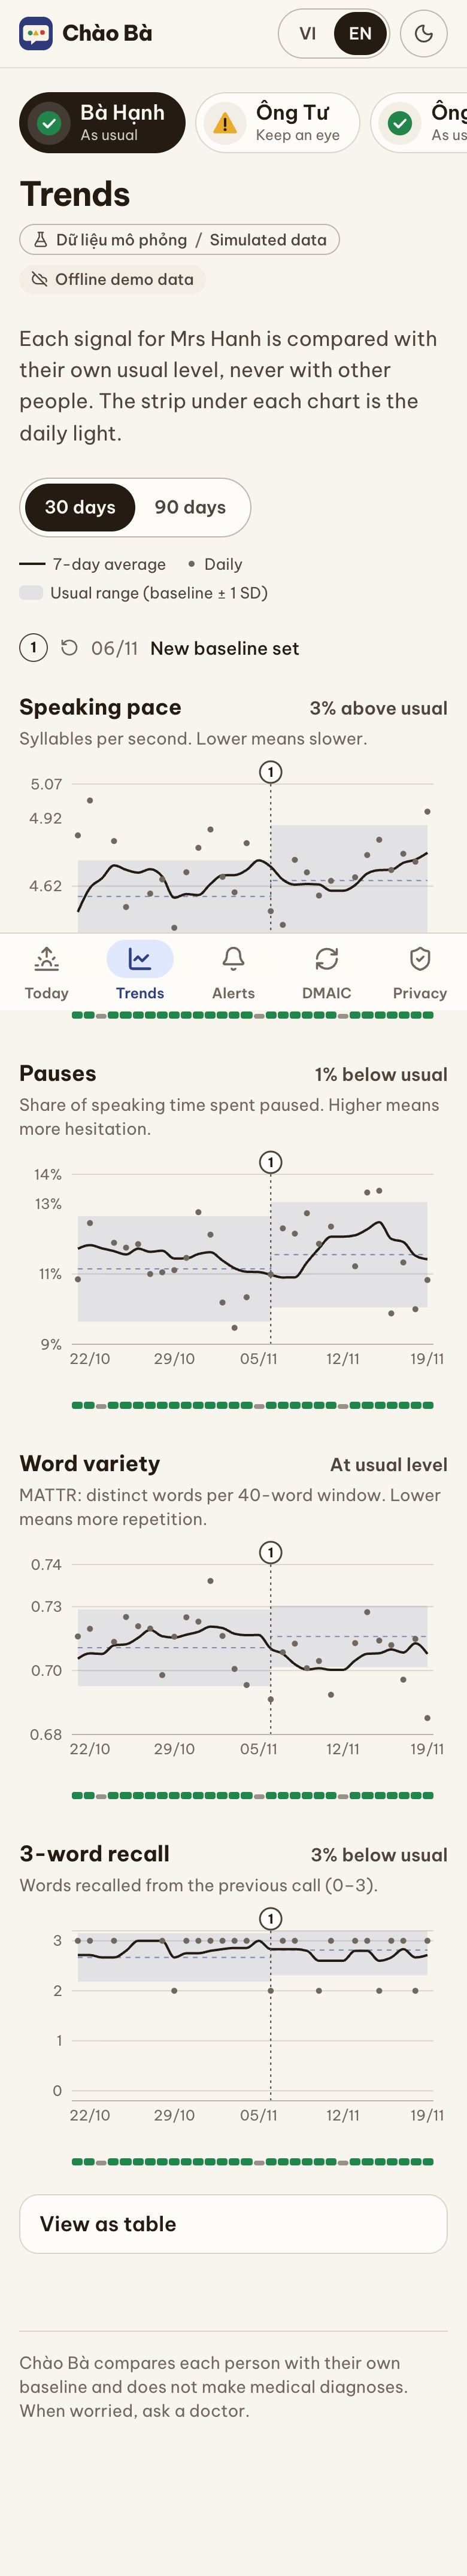 Chào Bà
VI EN
Bà Hạnh
As usual
Ông Tư
Keep an eye
Ông
As us
Trends
Dữ liệu mô phỏng / Simulated data
Offline demo data
Each signal for Mrs Hanh is compared with
their own usual level, never with other
people. The strip under each chart is the
daily light.
30 days 90 days
7-day average Daily
Usual range (baseline ± 1 SD)
1 06/11 New baseline set
Speaking pace 3% above usual
Syllables per second. Lower means slower.
1
5.07
4.92
4.62
Today Trends Alerts DMAIC Privacy
Pauses 1% below usual
Share of speaking time spent paused. Higher means
more hesitation.
1
14%
13%
11%
9%
22/10 29/10 05/11 12/11 19/11
Word variety At usual level
MATTR: distinct words per 40-word window. Lower
means more repetition.
1
0.74
0.73
0.70
0.68
22/10 29/10 05/11 12/11 19/11
3-word recall 3% below usual
Words recalled from the previous call (0–3).
1
3
2
1
0
22/10 29/10 05/11 12/11 19/11
View as table
Chào Bà compares each person with their own
baseline and does not make medical diagnoses.
When worried, ask a doctor.